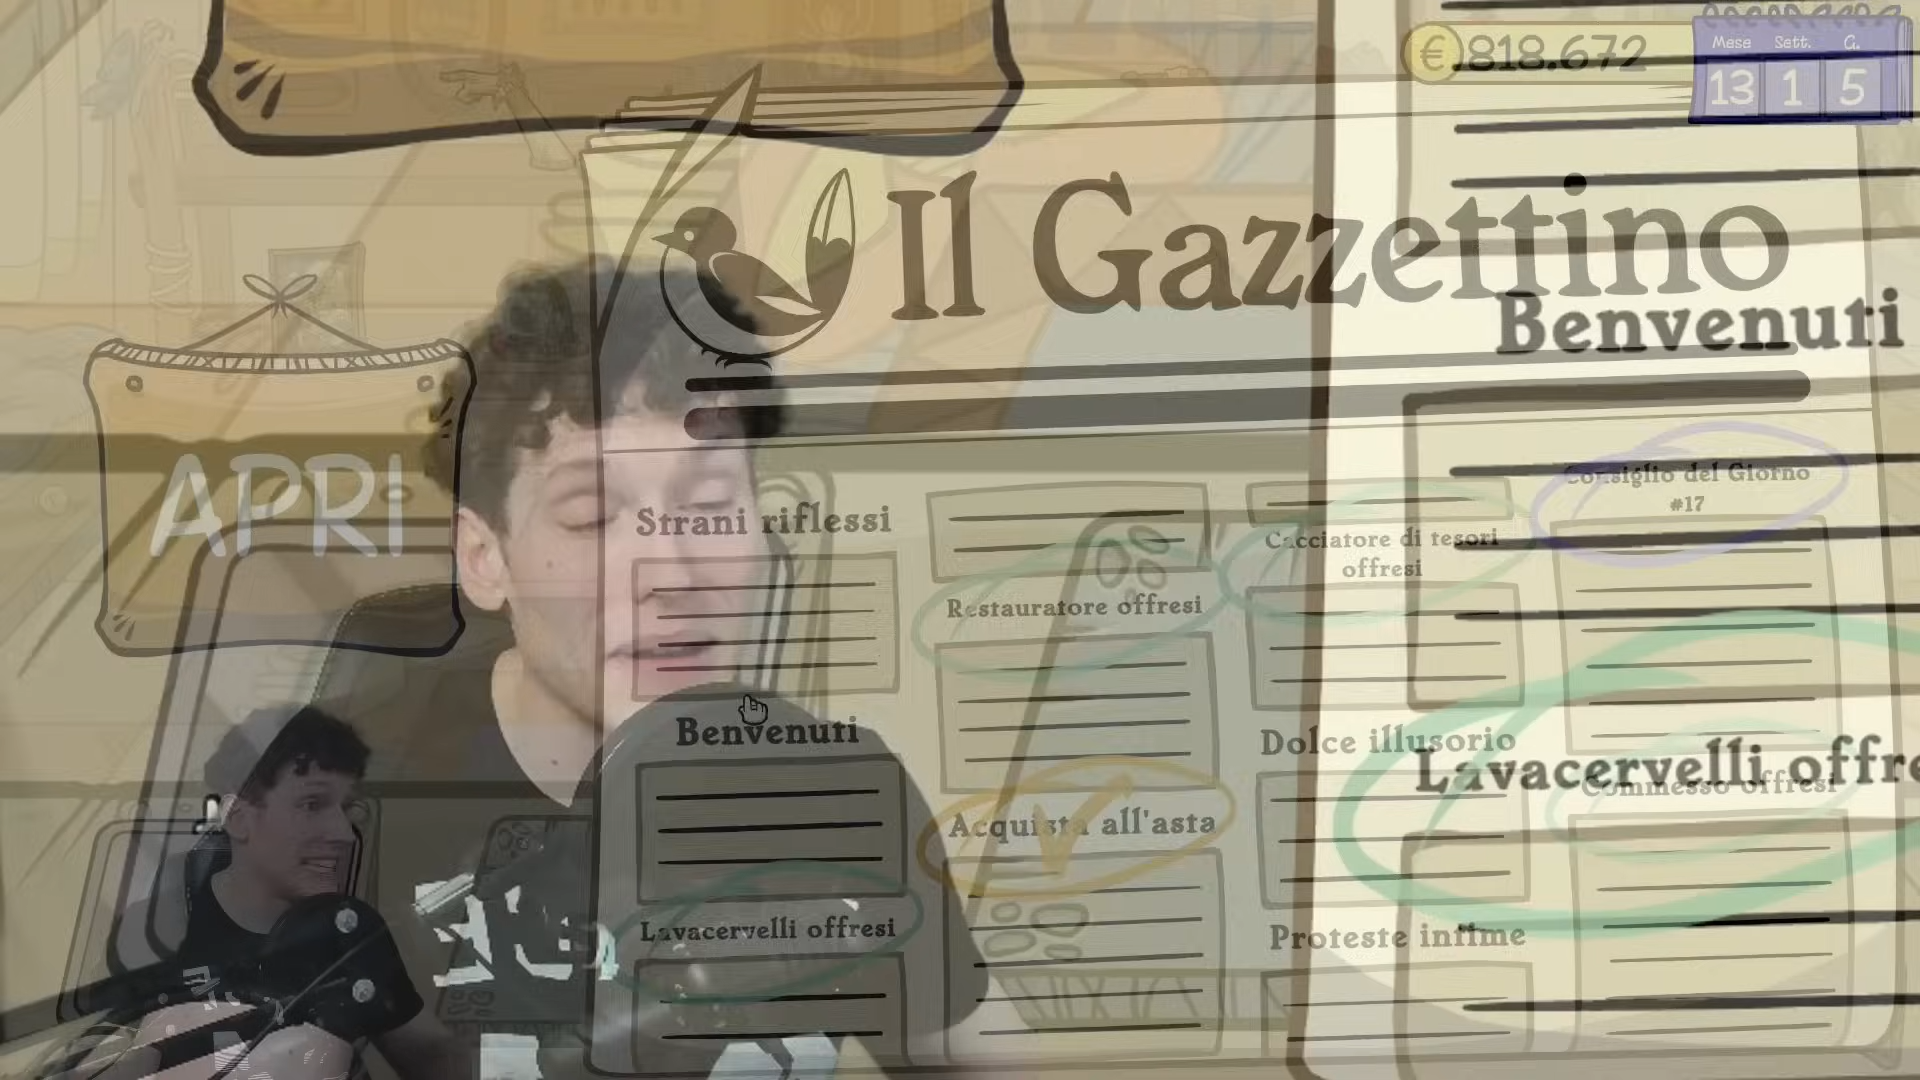 € 818.672
Mese Sett. G.
13 1 5
Il Gazzettino
Benvenuti
APRI
Strani riflessi
Benvenuti
Lavacervelli offresi
Restauratore offresi
Acquista all'asta
Cacciatore di tesori
offresi
Dolce illusorio
Proteste intime
Consiglio del Giorno
#17
Lavacervelli offre
Commesso offresi